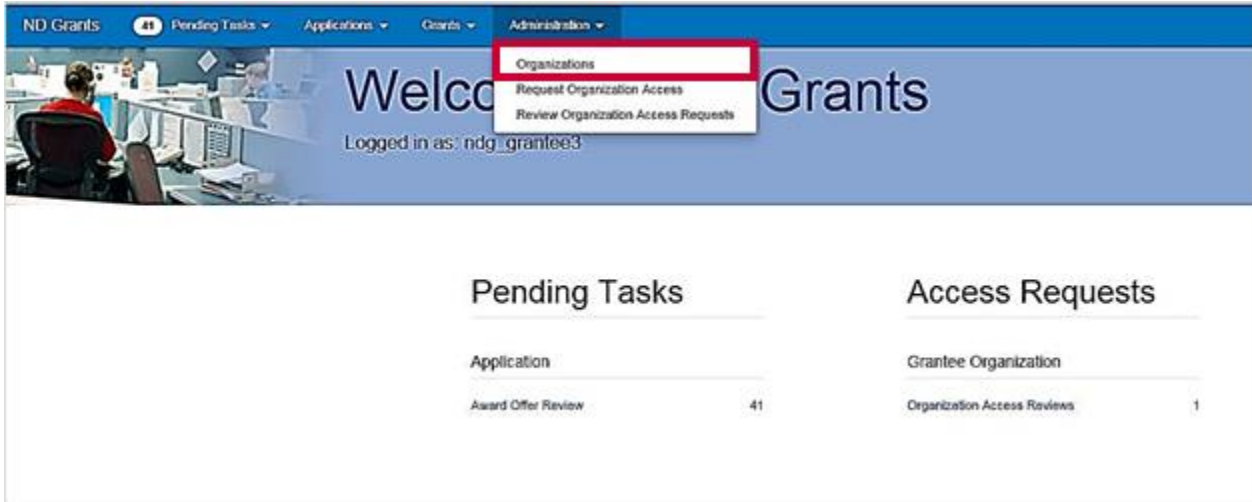 ND Grants 41 Pending Tasks Applications Grants Administration
Organizations
Request Organization Access
Review Organization Access Requests
Welco Grants
Logged in as: ndg_grantee3
Pending Tasks
Application
Award Offer Review 41
Access Requests
Grantee Organization
Organization Access Reviews 1